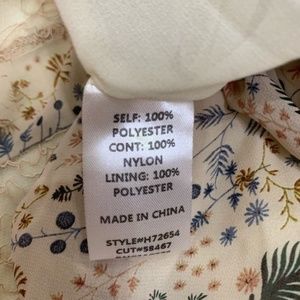 SELF: 100%
POLYESTER
CONT: 100%
NYLON
LINING: 100%
POLYESTER
MADE IN CHINA
STYLE#H72654
CUT#58467